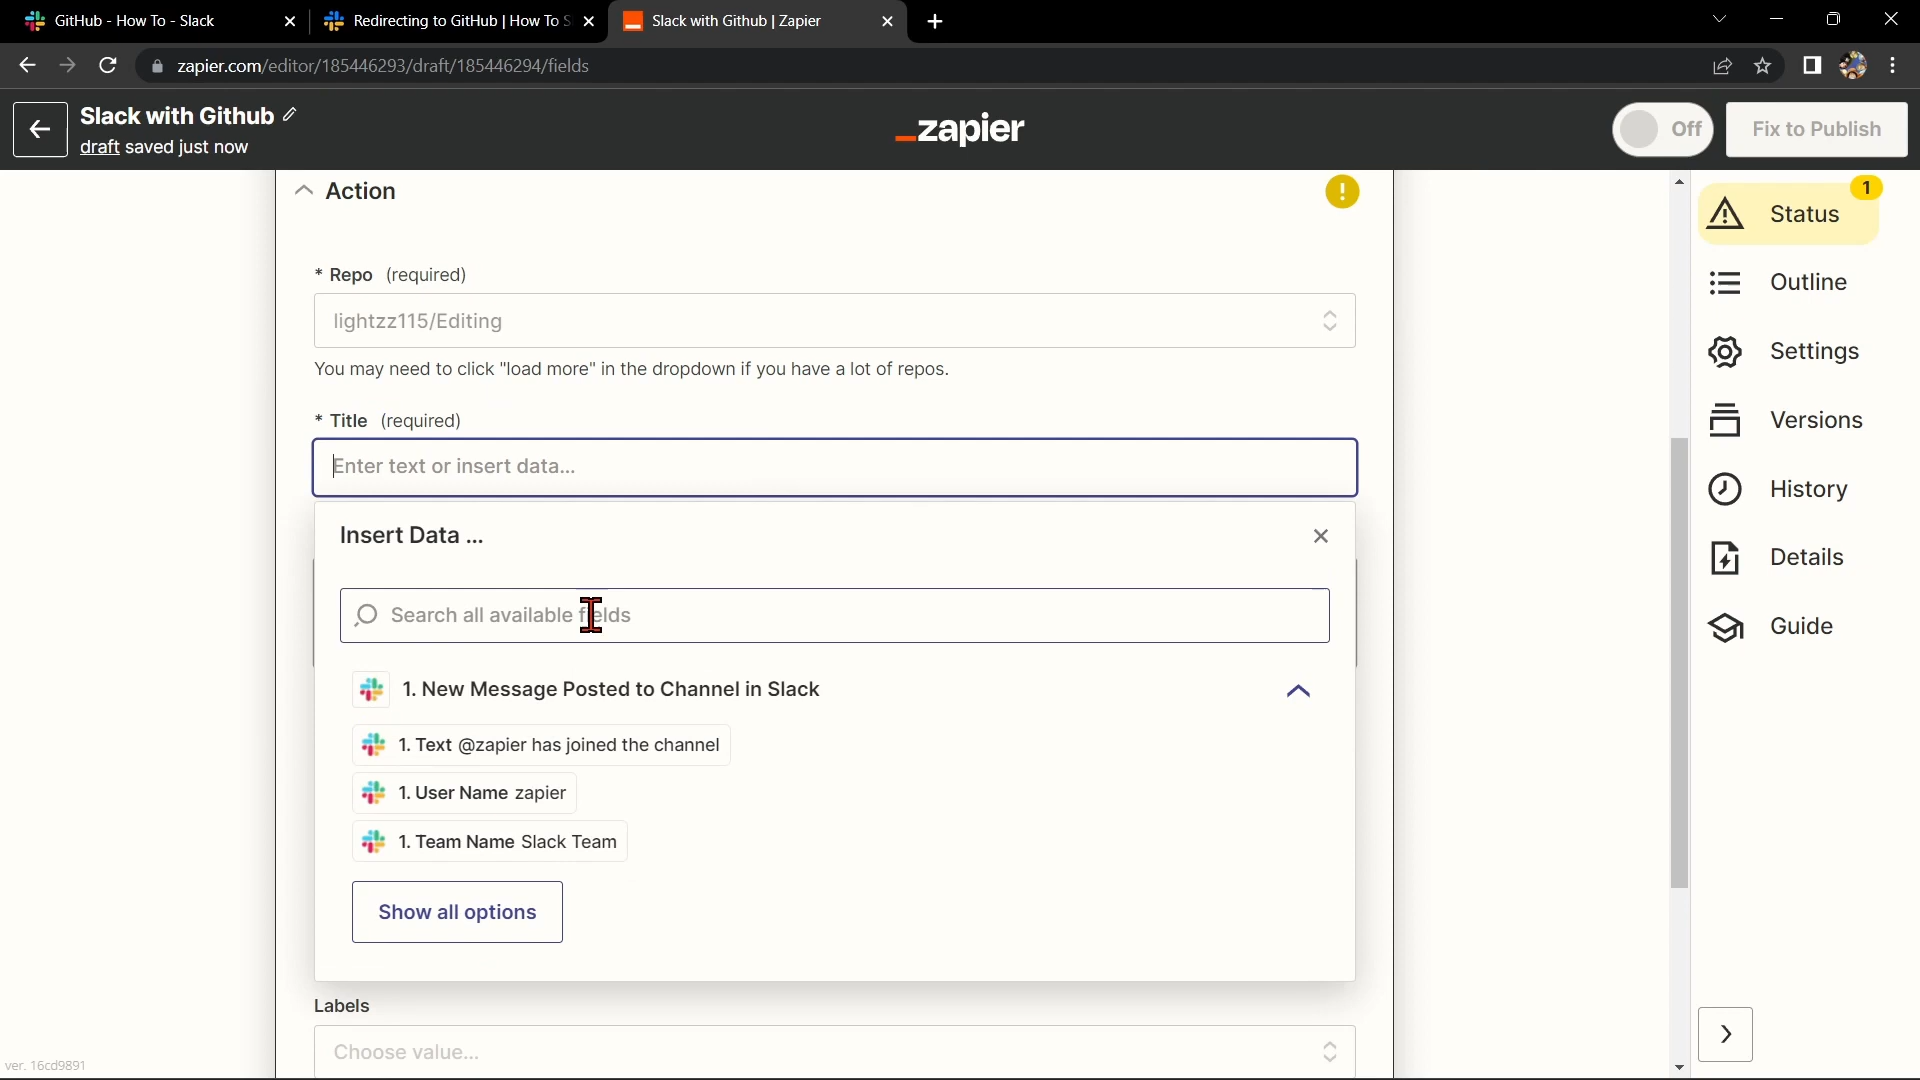 GitHub - How To - Slack
Redirecting to GitHub | How To S
Slack with Github | Zapier
zapier.com/editor/185446293/draft/185446294/fields
Slack with Github
draft saved just now
_zapier
Off
Fix to Publish
Action
!
* Repo (required)
lightzz115/Editing
You may need to click "load more" in the dropdown if you have a lot of repos.
* Title (required)
Enter text or insert data...
Insert Data ...
Search all available fields
1. New Message Posted to Channel in Slack
1. Text @zapier has joined the channel
1. User Name zapier
1. Team Name Slack Team
Show all options
Labels
Choose value...
1
Status
Outline
Settings
Versions
History
Details
Guide
ver. 16cd9891